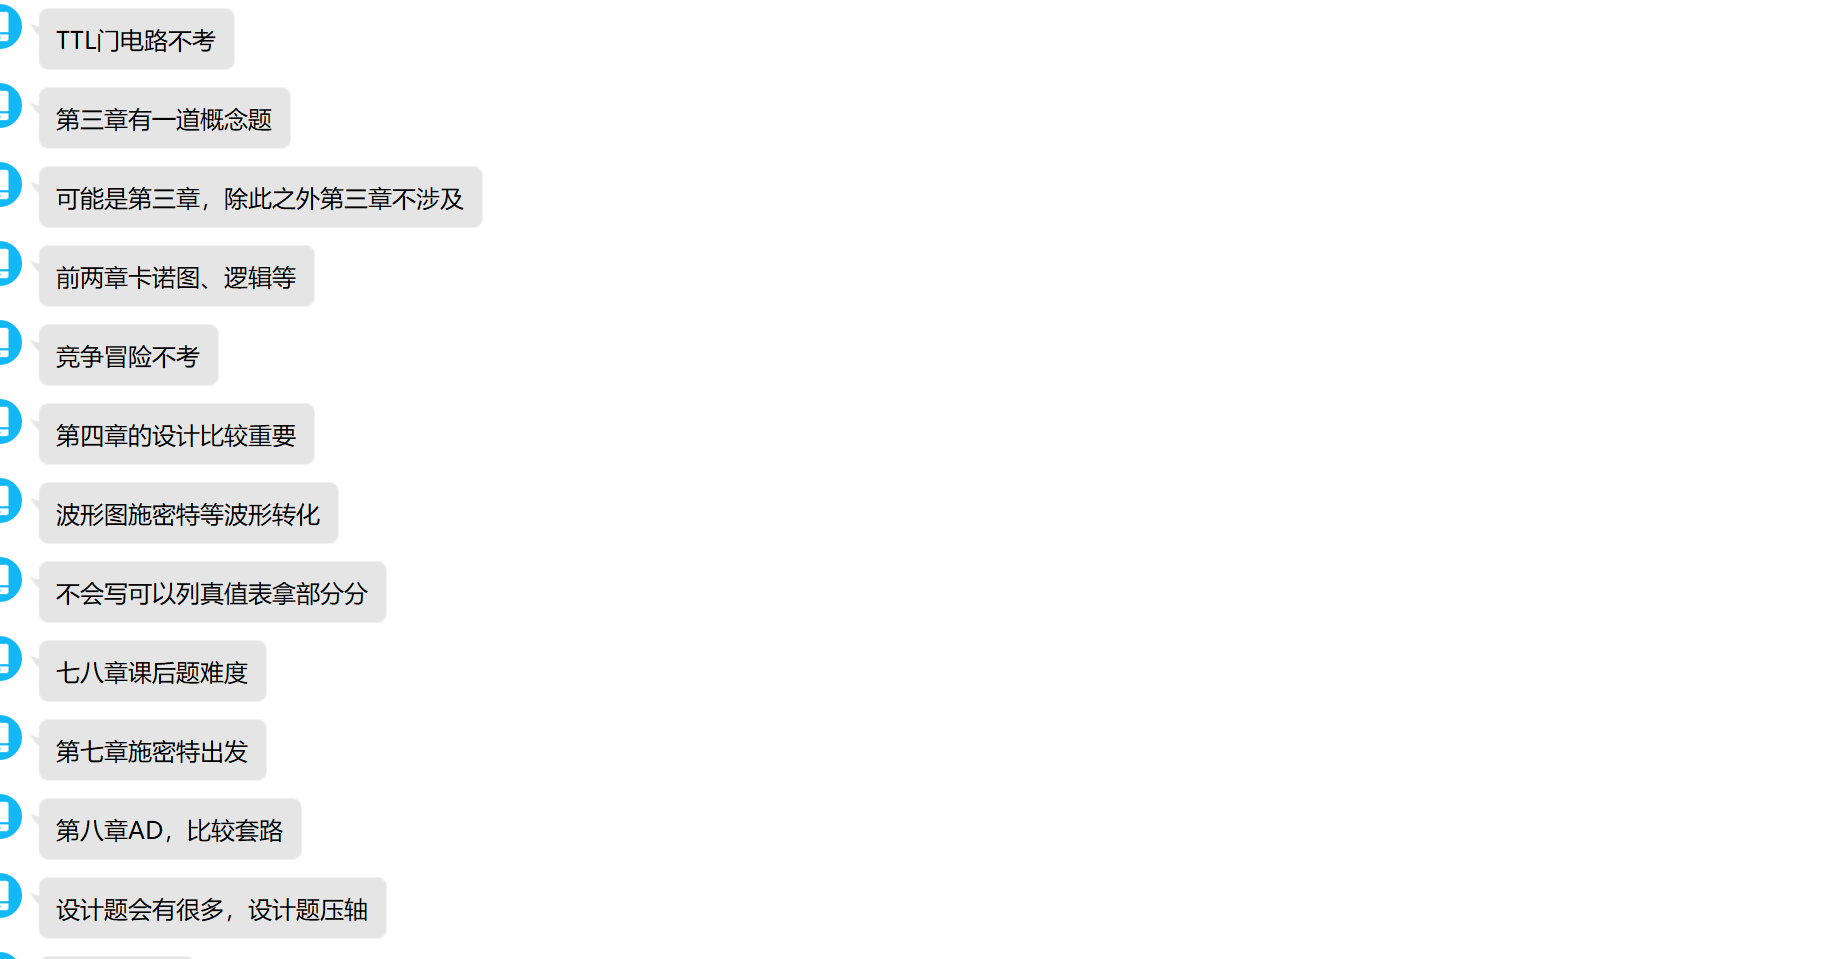 TTL门电路不考
第三章有一道概念题
可能是第三章，除此之外第三章不涉及
前两章卡诺图、逻辑等
竞争冒险不考
第四章的设计比较重要
波形图施密特等波形转化
不会写可以列真值表拿部分分
七八章课后题难度
第七章施密特出发
第八章AD，比较套路
设计题会有很多，设计题压轴